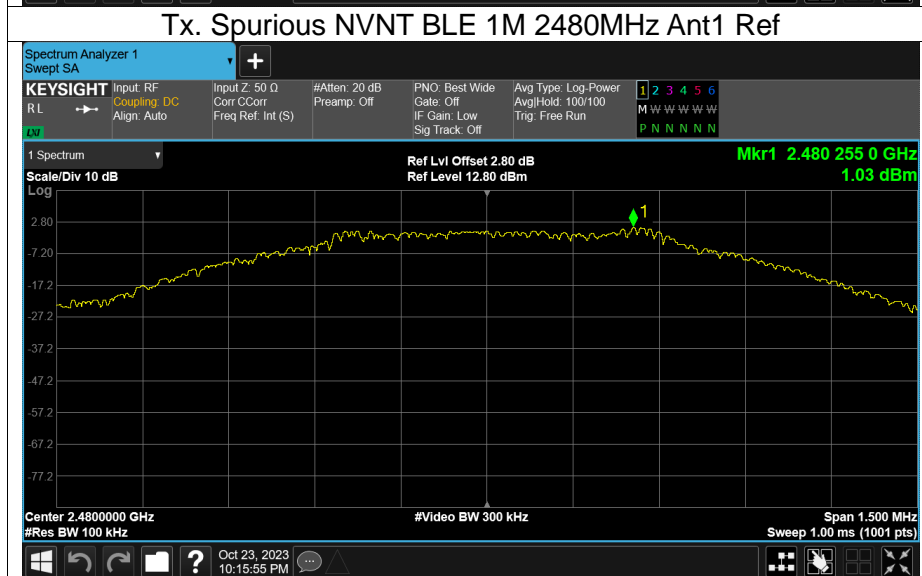 Tx. Spurious NVNT BLE 1M 2480MHz Ant1 Ref
Spectrum Analyzer 1
Swept SA
+
KEYSIGHT
RL
LXI
Input: RF
Coupling: DC
Align: Auto
Input Z: 50 Ω
Corr CCorr
Freq Ref: Int (S)
#Atten: 20 dB
Preamp: Off
PNO: Best Wide
Gate: Off
IF Gain: Low
Sig Track: Off
Avg Type: Log-Power
Avg|Hold: 100/100
Trig: Free Run
1 2 3 4 5 6
M W W W W W
P N N N N N
1 Spectrum
Scale/Div 10 dB
Ref Lvl Offset 2.80 dB
Ref Level 12.80 dBm
Mkr1 2.480 255 0 GHz
1.03 dBm
Log
1
2.80
-7.20
-17.2
-27.2
-37.2
-47.2
-57.2
-67.2
-77.2
Center 2.4800000 GHz
#Res BW 100 kHz
#Video BW 300 kHz
Span 1.500 MHz
Sweep 1.00 ms (1001 pts)
?
Oct 23, 2023
10:15:55 PM